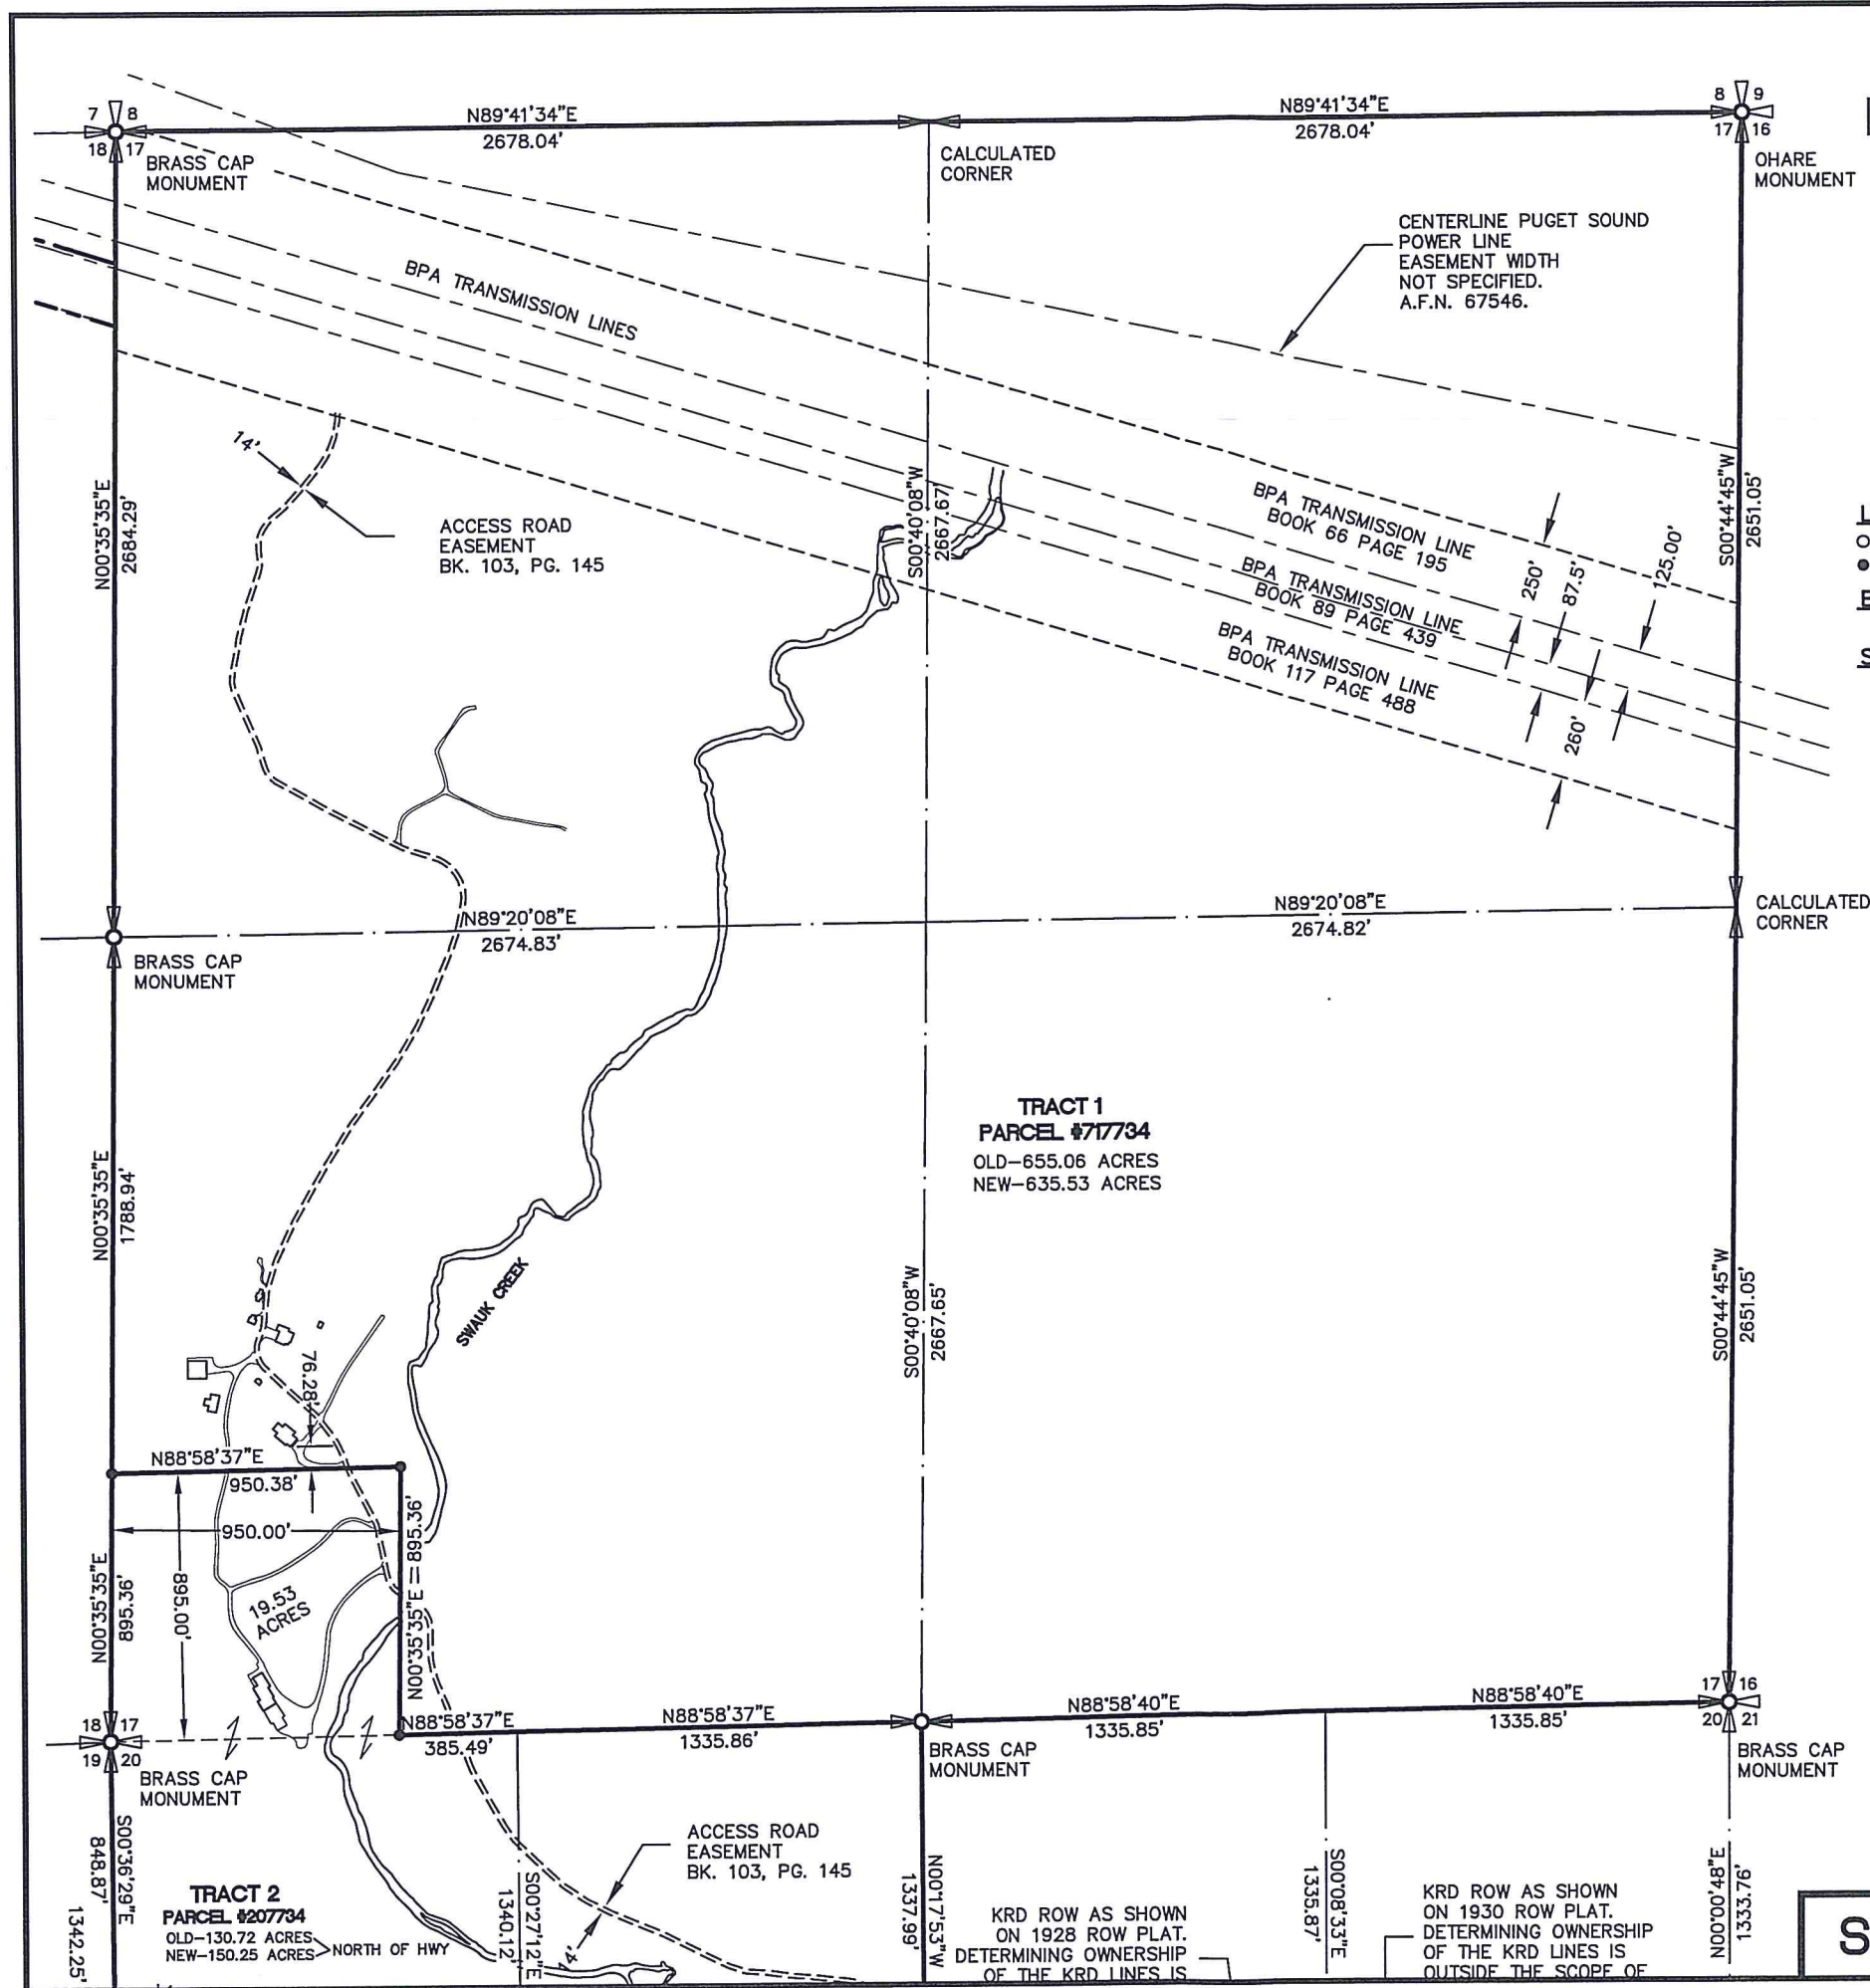 7 8
18 17
BRASS CAP
MONUMENT
N89°41'34"E
2678.04'
CALCULATED
CORNER
N89°41'34"E
2678.04'
8 9
17 16
OHARE
MONUMENT
CENTERLINE PUGET SOUND
POWER LINE
EASEMENT WIDTH
NOT SPECIFIED.
A.F.N. 67546.
BPA TRANSMISSION LINES
14'
ACCESS ROAD
EASEMENT
BK. 103, PG. 145
N00°35'35"E
2684.29'
S00°40'08"W
2667.67'
BPA TRANSMISSION LINE
BOOK 66 PAGE 195
BPA TRANSMISSION LINE
BOOK 89 PAGE 439
BPA TRANSMISSION LINE
BOOK 117 PAGE 488
250'
87.5'
125.00'
260'
S00°44'45"W
2651.05'
N89°20'08"E
2674.83'
N89°20'08"E
2674.82'
CALCULATED
CORNER
BRASS CAP
MONUMENT
TRACT 1
PARCEL #717734
OLD-655.06 ACRES
NEW-635.53 ACRES
N00°35'35"E
1788.94'
SWAUK CREEK
S00°40'08"W
2667.65'
S00°44'45"W
2651.05'
76.28'
N88°58'37"E
950.38'
950.00'
N00°35'35"E
895.36'
895.00'
19.53
ACRES
N00°35'35"E
895.36'
18 17
19 20
BRASS CAP
MONUMENT
N88°58'37"E
385.49'
N88°58'37"E
1335.86'
BRASS CAP
MONUMENT
N88°58'40"E
1335.85'
N88°58'40"E
1335.85'
17 16
20 21
BRASS CAP
MONUMENT
S00°36'29"E
848.87'
1342.25'
TRACT 2
PARCEL #207734
OLD-130.72 ACRES
NEW-150.25 ACRES
NORTH OF HWY
S00°27'12"E
1340.12'
ACCESS ROAD
EASEMENT
BK. 103, PG. 145
14'
N00°17'53"W
1337.99'
KRD ROW AS SHOWN
ON 1928 ROW PLAT.
DETERMINING OWNERSHIP
OF THE KRD LINES IS
S00°08'33"E
1335.87'
KRD ROW AS SHOWN
ON 1930 ROW PLAT.
DETERMINING OWNERSHIP
OF THE KRD LINES IS
OUTSIDE THE SCOPE OF
N00°00'48"E
1333.76'
S